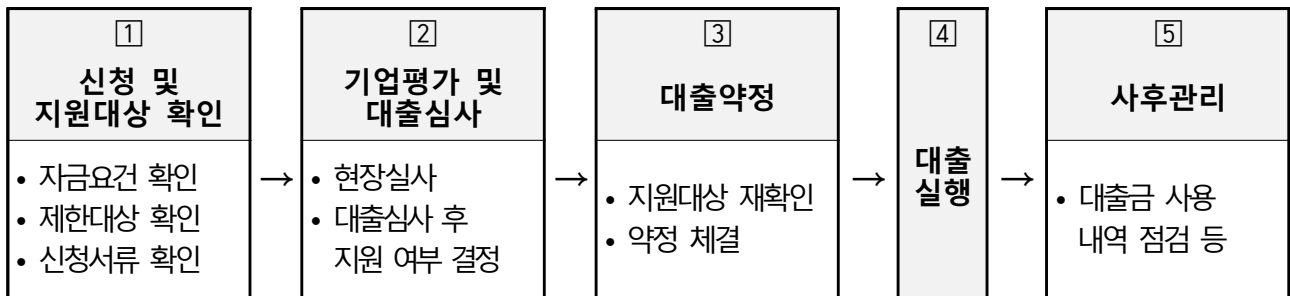 1
신청 및
지원대상 확인
• 자금요건 확인
• 제한대상 확인
• 신청서류 확인
→
2
기업평가 및
대출심사
• 현장실사
• 대출심사 후
지원 여부 결정
→
3
대출약정
• 지원대상 재확인
• 약정 체결
→
4
대출
실행
→
5
사후관리
• 대출금 사용
내역 점검 등